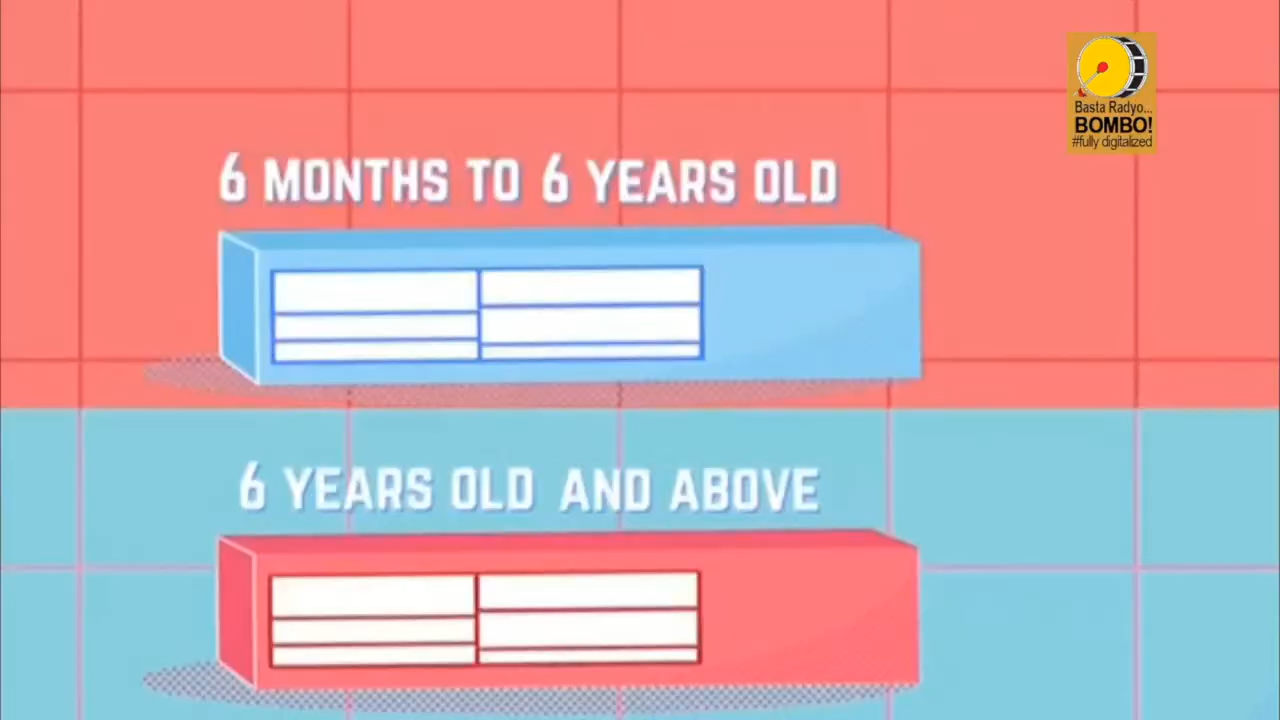 Basta Radyo...
BOMBO!
#fully digitalized
6 MONTHS TO 6 YEARS OLD
6 YEARS OLD AND ABOVE